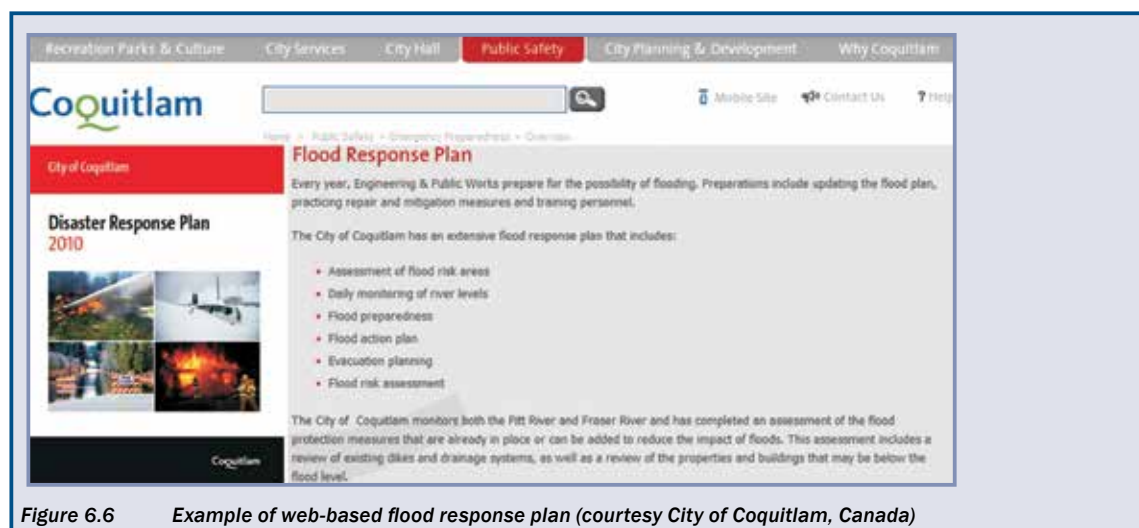 Recreation Parks & Culture City Services City Hall Public Safety City Planning & Development Why Coquitlam
Coquitlam
Mobile Site Contact Us ? Help
Home > Public Safety > Emergency Preparedness > Overview
City of Coquitlam
Disaster Response Plan
2010
Coquitlam
Flood Response Plan
Every year, Engineering & Public Works prepare for the possibility of flooding. Preparations include updating the flood plan,
practicing repair and mitigation measures and training personnel.
The City of Coquitlam has an extensive flood response plan that includes:
• Assessment of flood risk areas
• Daily monitoring of river levels
• Flood preparedness
• Flood action plan
• Evacuation planning
• Flood risk assessment
The City of Coquitlam monitors both the Pitt River and Fraser River and has completed an assessment of the flood
protection measures that are already in place or can be added to reduce the impact of floods. This assessment includes a
review of existing dikes and drainage systems, as well as a review of the properties and buildings that may be below the
flood level.
Figure 6.6 Example of web-based flood response plan (courtesy City of Coquitlam, Canada)